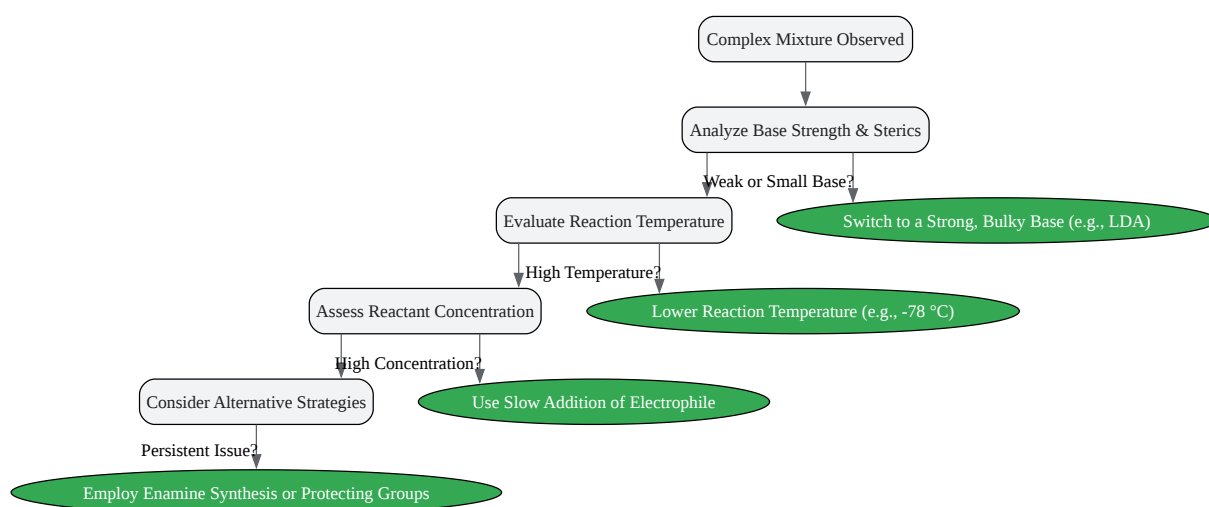 Complex Mixture Observed
Analyze Base Strength & Sterics
Weak or Small Base?
Evaluate Reaction Temperature
Switch to a Strong, Bulky Base (e.g., LDA)
High Temperature?
Assess Reactant Concentration
Lower Reaction Temperature (e.g., -78 °C)
High Concentration?
Consider Alternative Strategies
Use Slow Addition of Electrophile
Persistent Issue?
Employ Enamine Synthesis or Protecting Groups